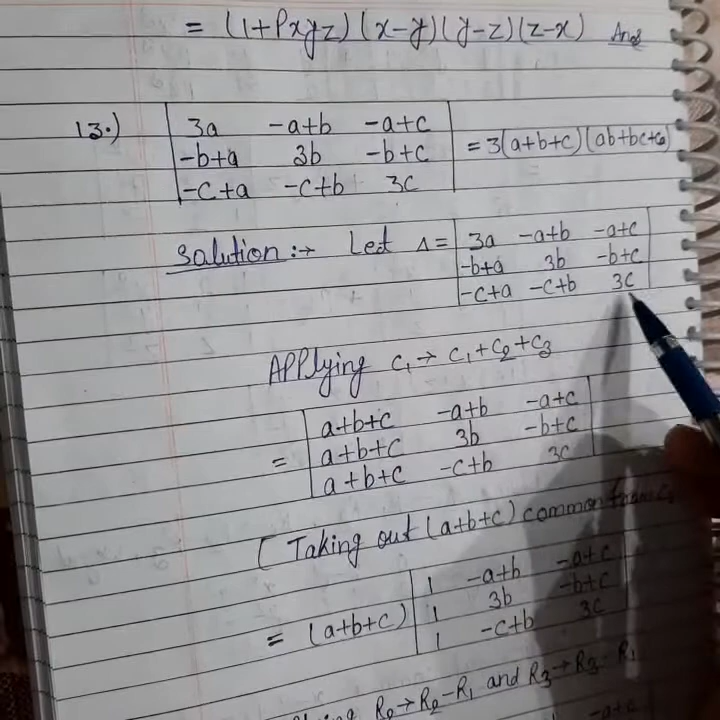 = (1+Pxyz) (x-y)(y-z)(z-x) Ans
13.) | 3a -a+b -a+c |
| -b+a 3b -b+c | = 3(a+b+c)(ab+bc+ca)
| -c+a -c+b 3c |
Solution :→ Let Δ = | 3a -a+b -a+c |
| -b+a 3b -b+c |
| -c+a -c+b 3c |
Applying C₁ → C₁+C₂+C₃
= | a+b+c -a+b -a+c |
| a+b+c 3b -b+c |
| a+b+c -c+b 3c |
[ Taking out (a+b+c) common from C₁
= (a+b+c) | 1 -a+b -a+c |
| 1 3b -b+c |
| 1 -c+b 3c |
R₂→R₂-R₁ and R₃→R₃-R₁
-a+c